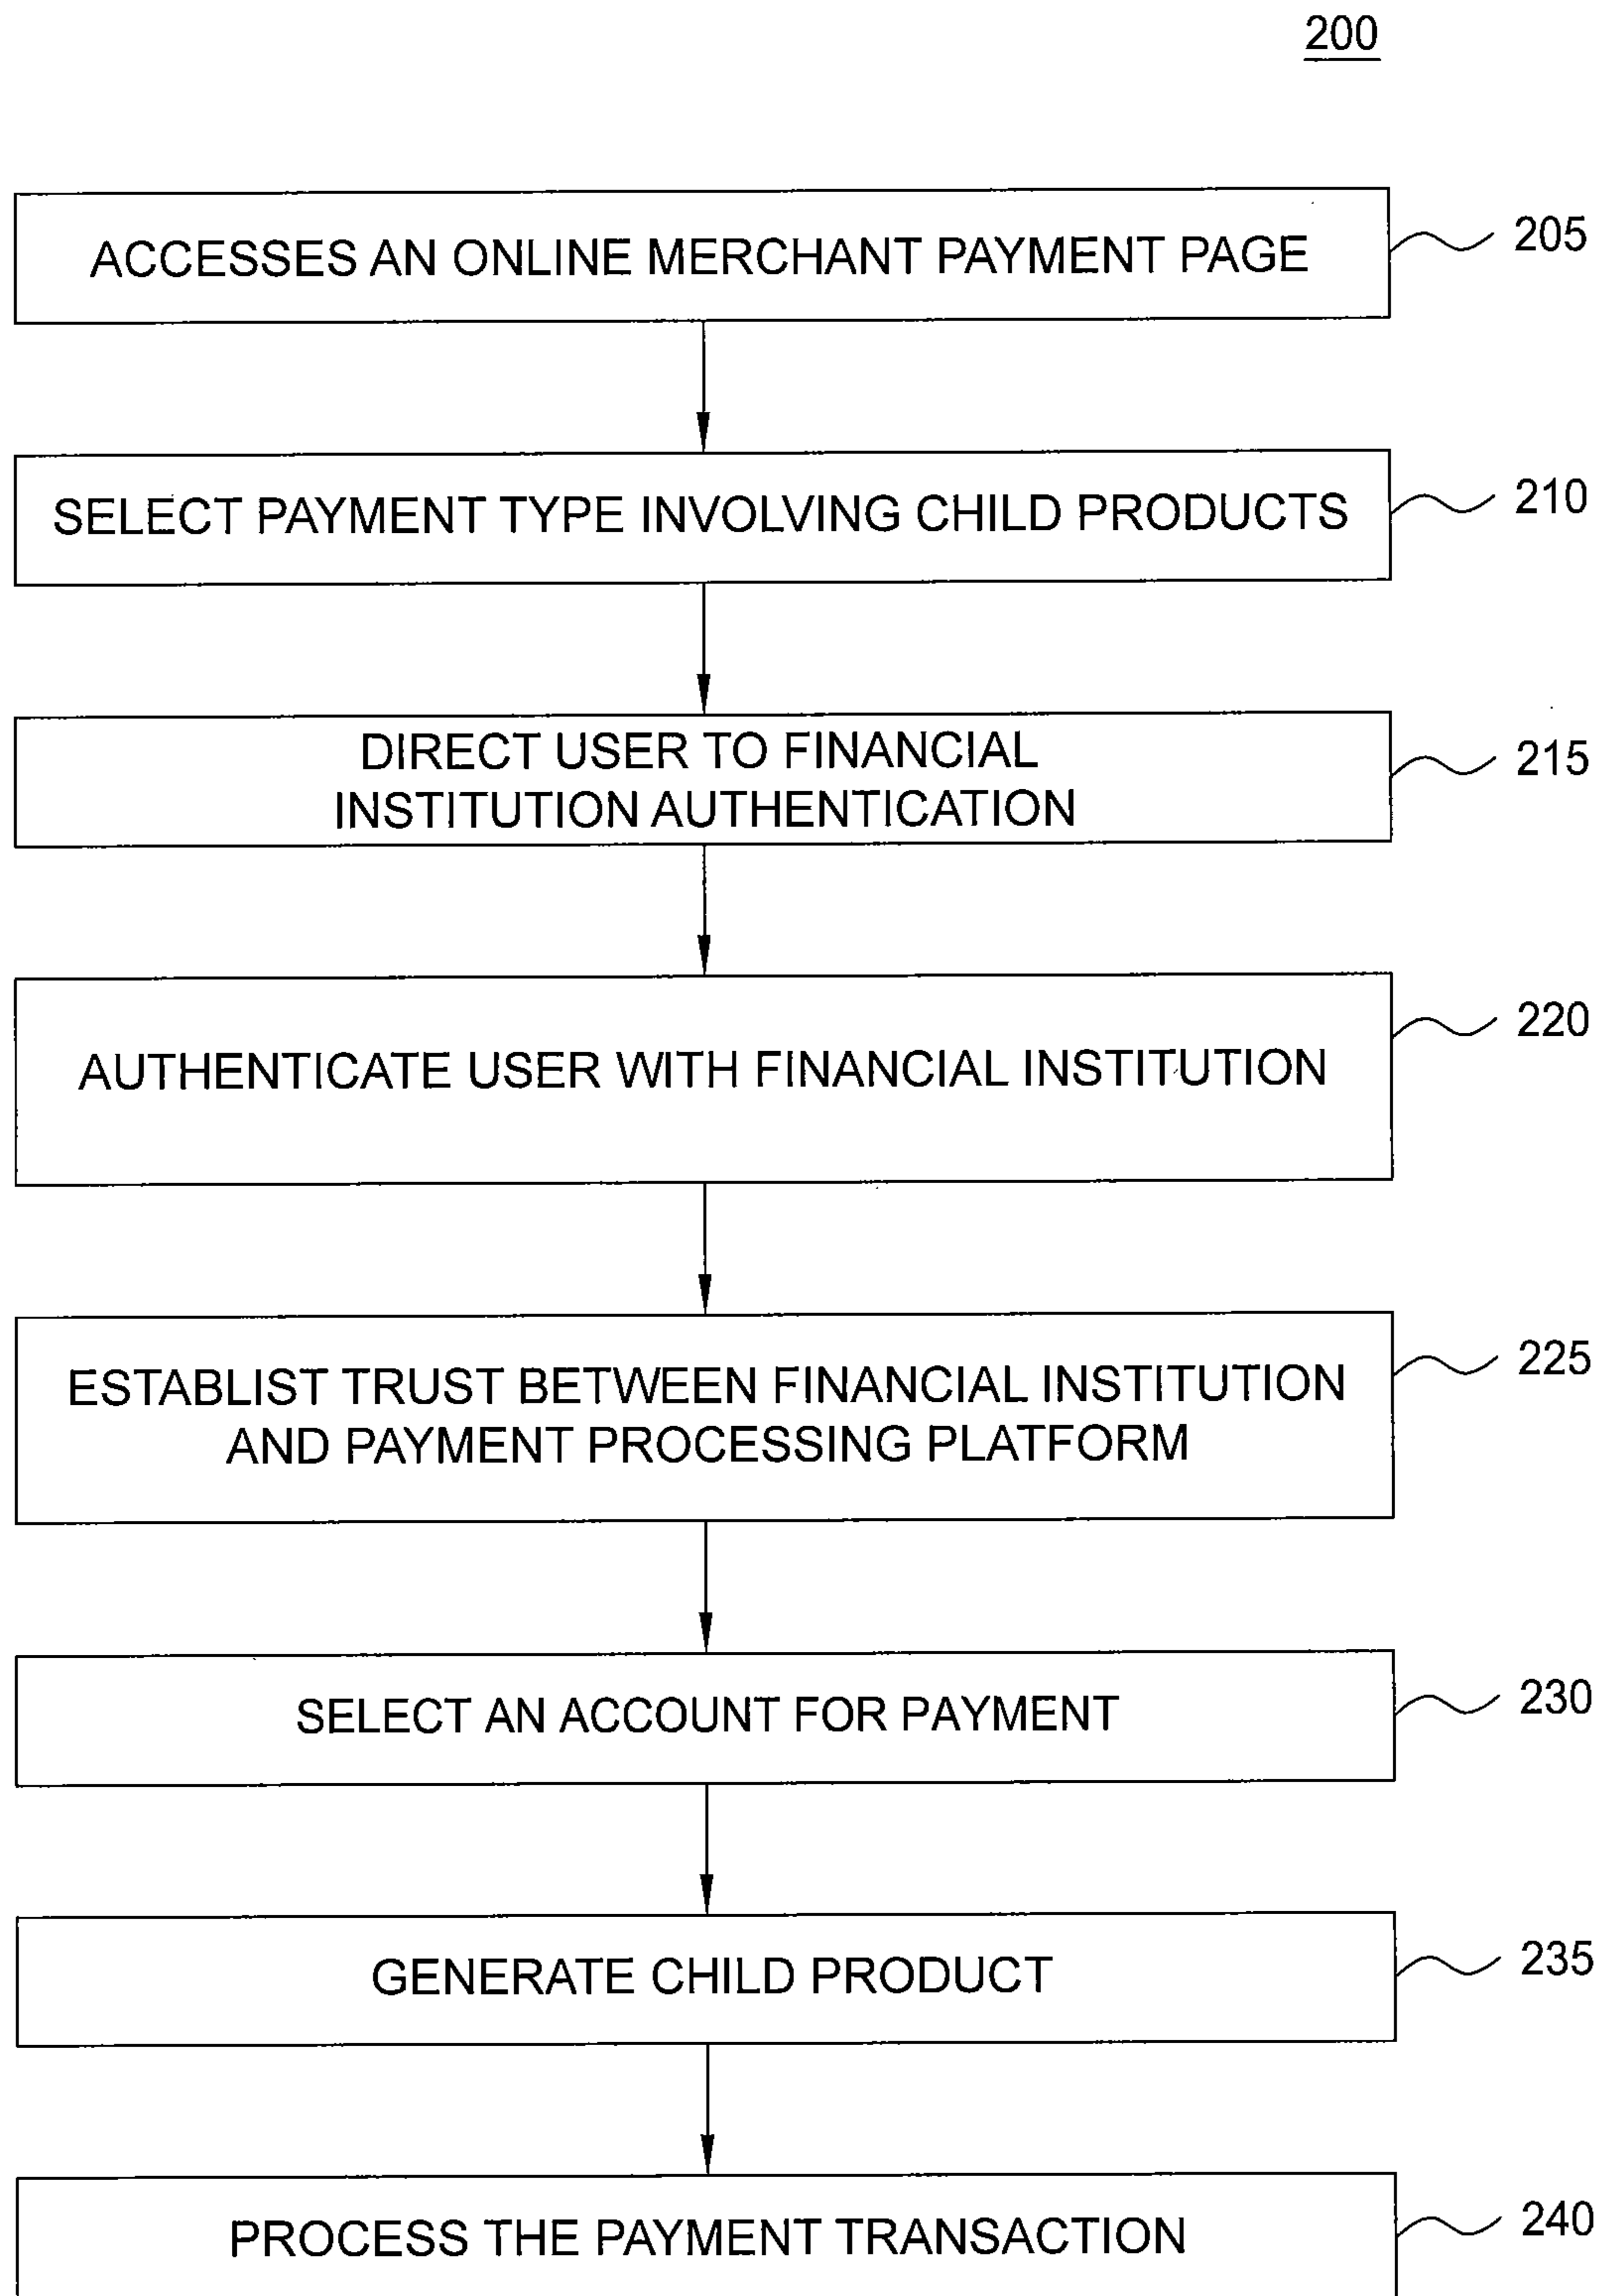 200
ACCESSES AN ONLINE MERCHANT PAYMENT PAGE
205
SELECT PAYMENT TYPE INVOLVING CHILD PRODUCTS
210
DIRECT USER TO FINANCIAL
INSTITUTION AUTHENTICATION
215
AUTHENTICATE USER WITH FINANCIAL INSTITUTION
220
ESTABLIST TRUST BETWEEN FINANCIAL INSTITUTION
AND PAYMENT PROCESSING PLATFORM
225
SELECT AN ACCOUNT FOR PAYMENT
230
GENERATE CHILD PRODUCT
235
PROCESS THE PAYMENT TRANSACTION
240